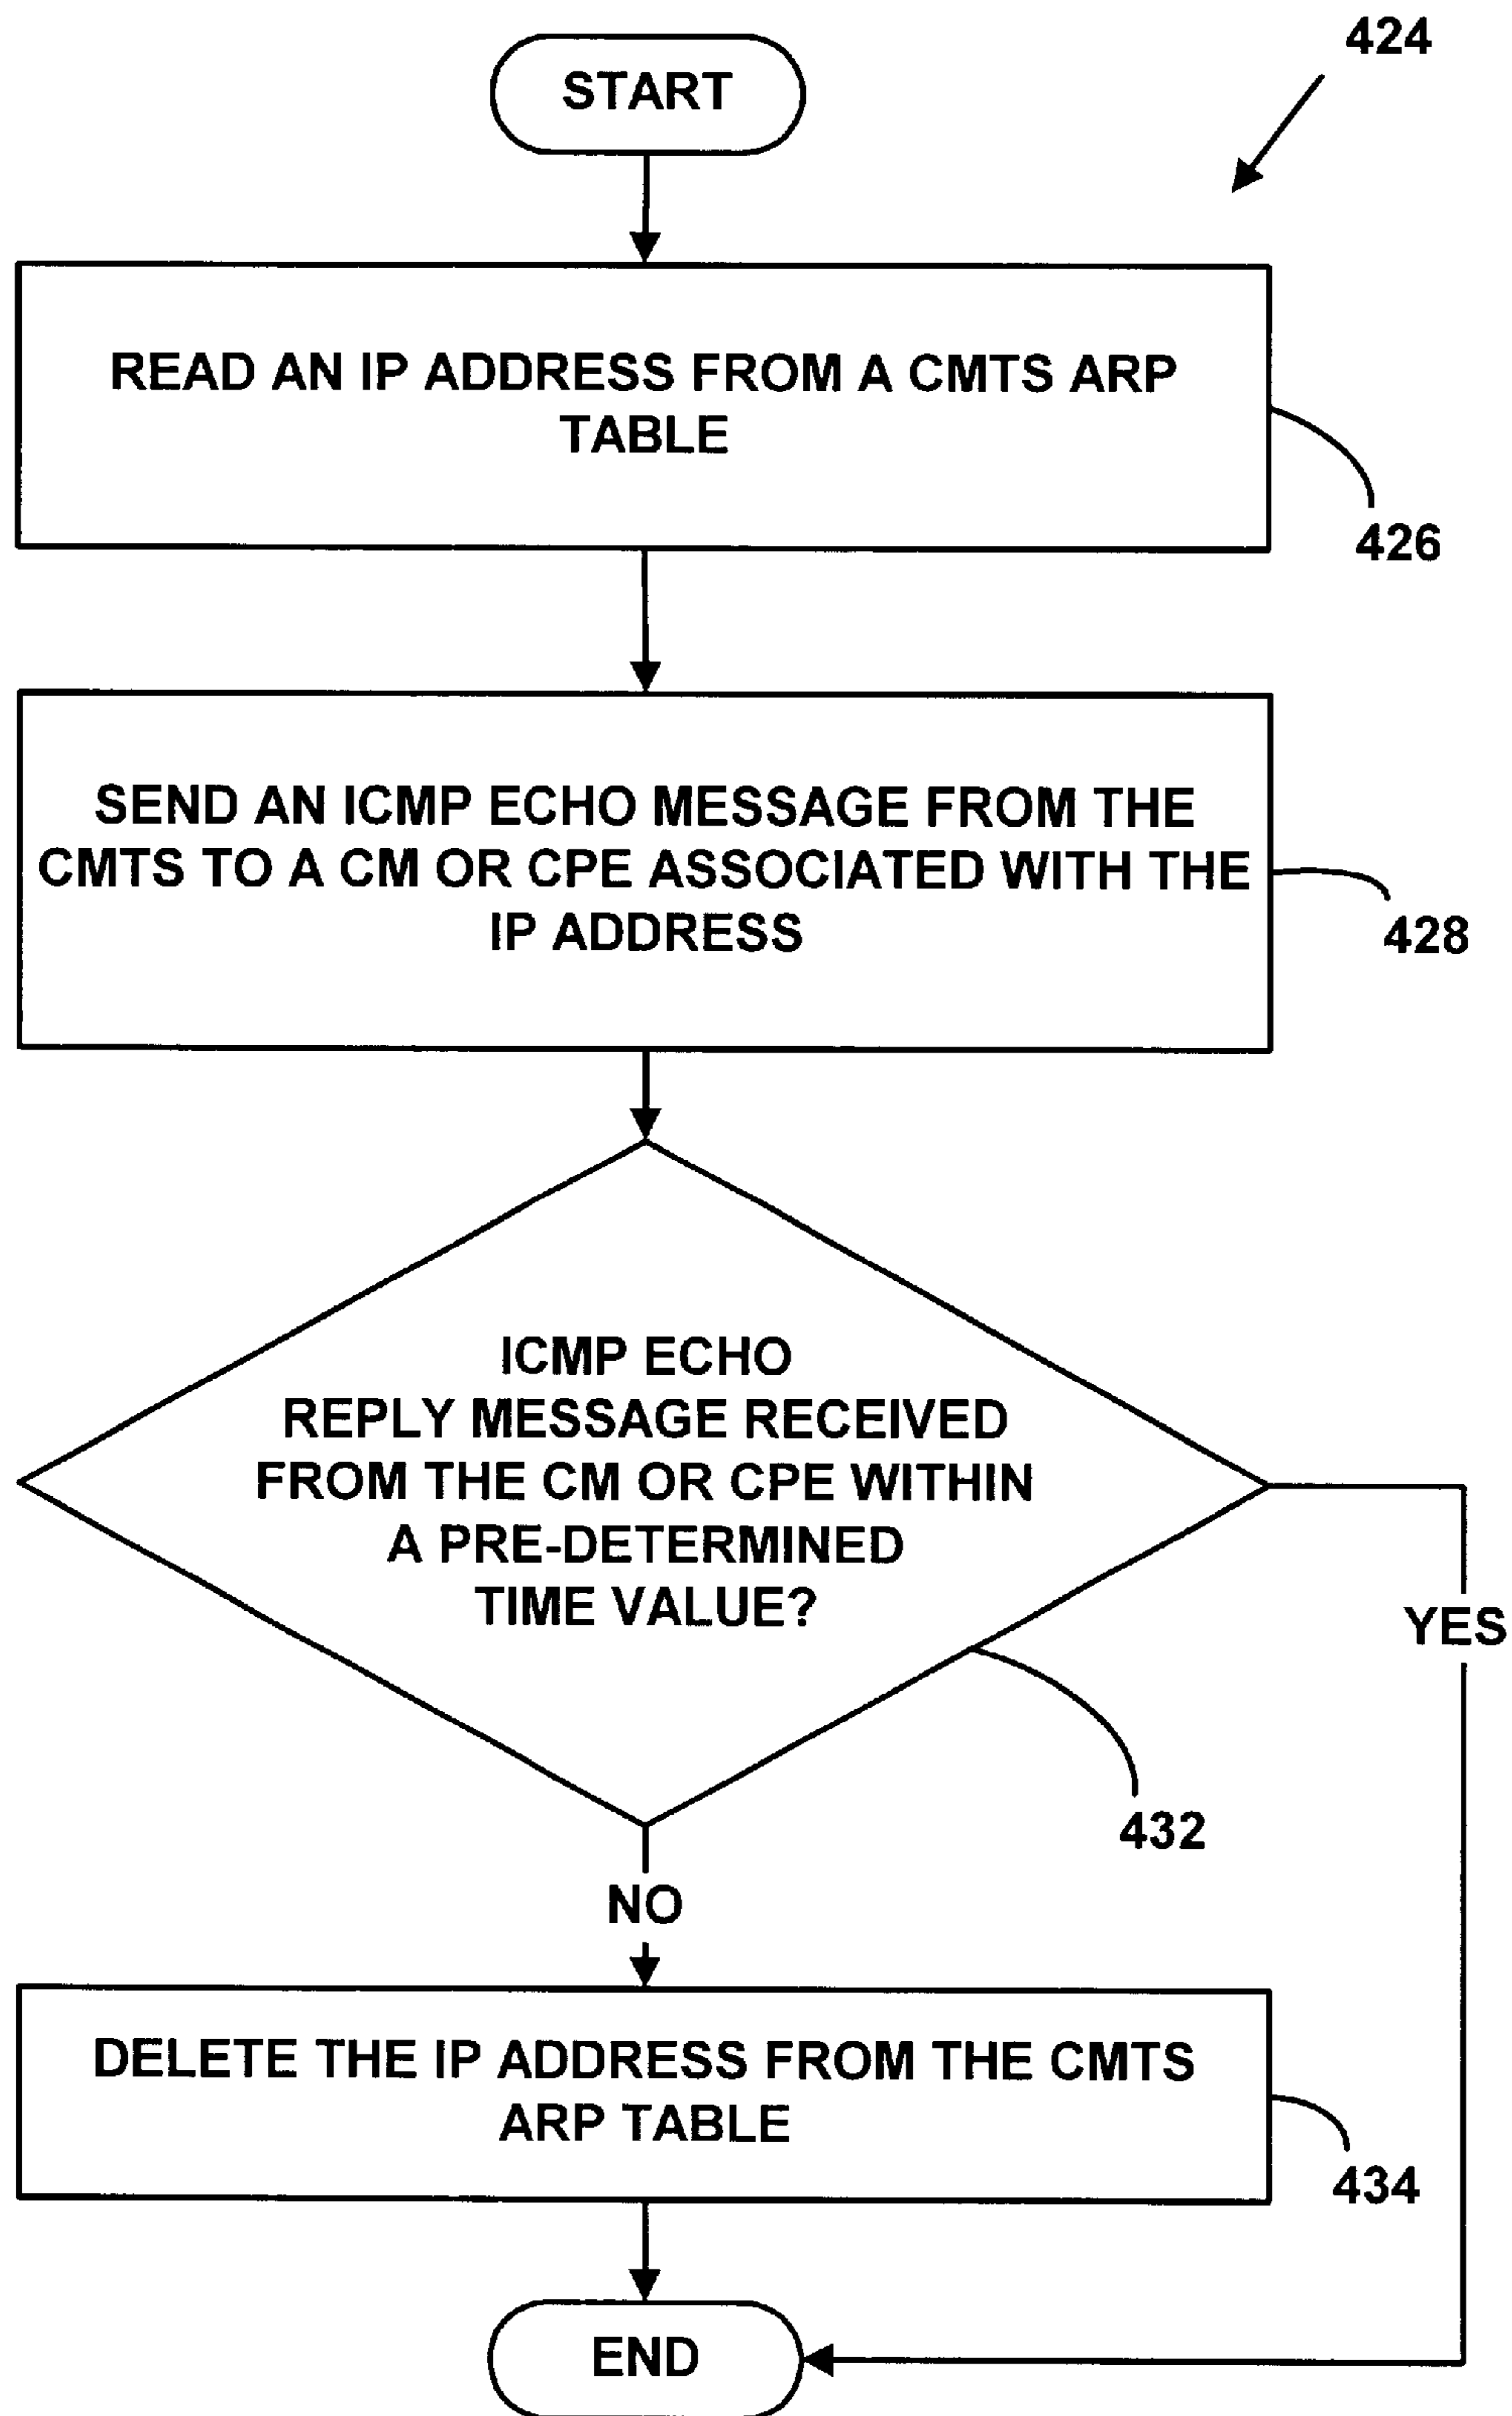 424
START
READ AN IP ADDRESS FROM A CMTS ARP
TABLE
426
SEND AN ICMP ECHO MESSAGE FROM THE
CMTS TO A CM OR CPE ASSOCIATED WITH THE
IP ADDRESS
428
ICMP ECHO
REPLY MESSAGE RECEIVED
FROM THE CM OR CPE WITHIN
A PRE-DETERMINED
TIME VALUE?
YES
432
NO
DELETE THE IP ADDRESS FROM THE CMTS
ARP TABLE
434
END